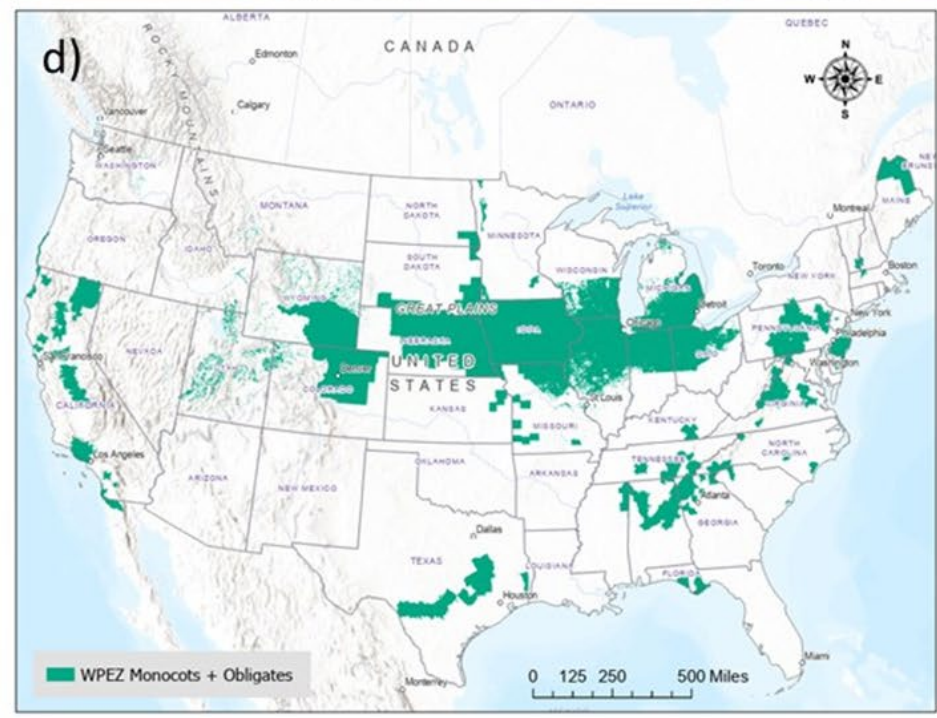 d)
ALBERTA
QUEBEC
CANADA
Edmonton
N
W E
S
ROCKY MOUNTAINS
Calgary
ONTARIO
Vancouver
Seattle
WASHINGTON
NEW
BRUNS
MAINE
Lake
Superior
Montreal
MONTANA
NORTH
DAKOTA
MINNESOTA
OREGON
IDAHO
SOUTH
DAKOTA
WISCONSIN
Toronto
NEW YORK
Boston
MICHIGAN
WYOMING
GREAT PLAINS
Detroit
New York
Chicago
IOWA
PENNSYLVANIA
Philadelphia
NEBRASKA
OHIO
San Francisco
NEVADA
UTAH
UNITED
STATES
Washington
Denver
COLORADO
CALIFORNIA
KANSAS
St Louis
MISSOURI
KENTUCKY
VIRGINIA
Los Angeles
OKLAHOMA
TENNESSEE
NORTH
CAROLINA
ARIZONA
NEW MEXICO
ARKANSAS
Atlanta
GEORGIA
Dallas
TEXAS
LOUISIANA
FLORIDA
Houston
Miami
Monterrey
WPEZ Monocots + Obligates
0 125 250 500 Miles